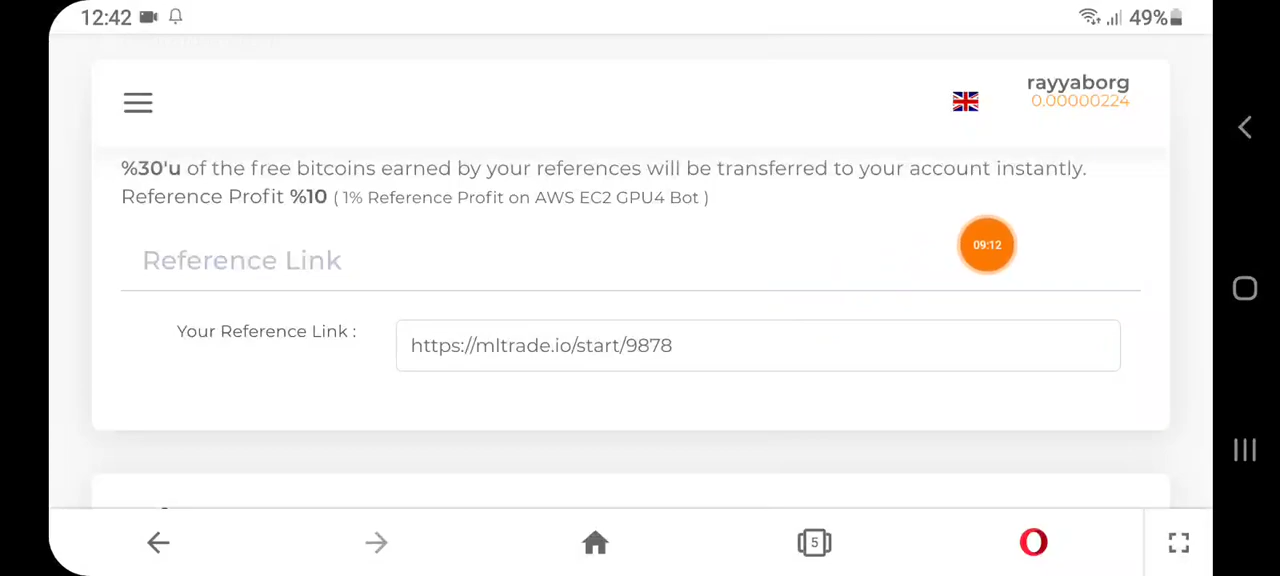 12:42 49%
rayyaborg
0.00000224
%30'u of the free bitcoins earned by your references will be transferred to your account instantly.
Reference Profit %10 ( 1% Reference Profit on AWS EC2 GPU4 Bot )
09:12
Reference Link
Your Reference Link : https://mltrade.io/start/9878
5